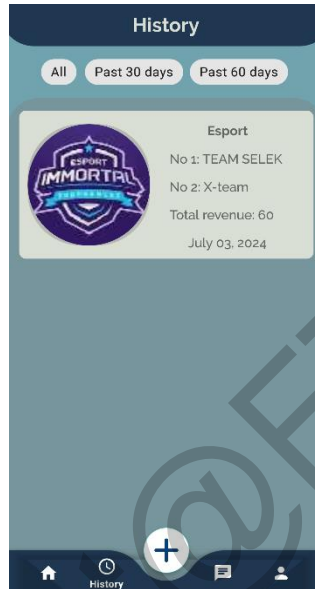 History
All
Past 30 days
Past 60 days
ESPORT
IMMORTAL
TOURNAMENT
Esport
No 1: TEAM SELEK
No 2: X-team
Total revenue: 60
July 03, 2024
History